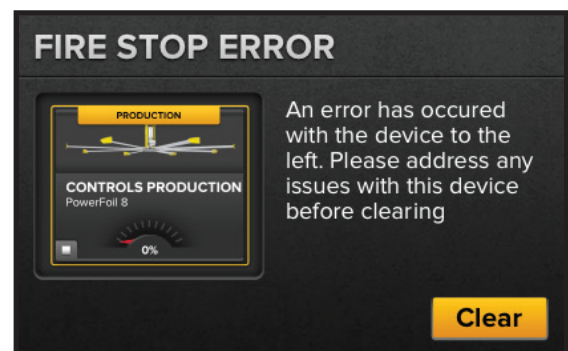 FIRE STOP ERROR
PRODUCTION
CONTROLS PRODUCTION
PowerFoil 8
0%
An error has occured
with the device to the
left. Please address any
issues with this device
before clearing
Clear